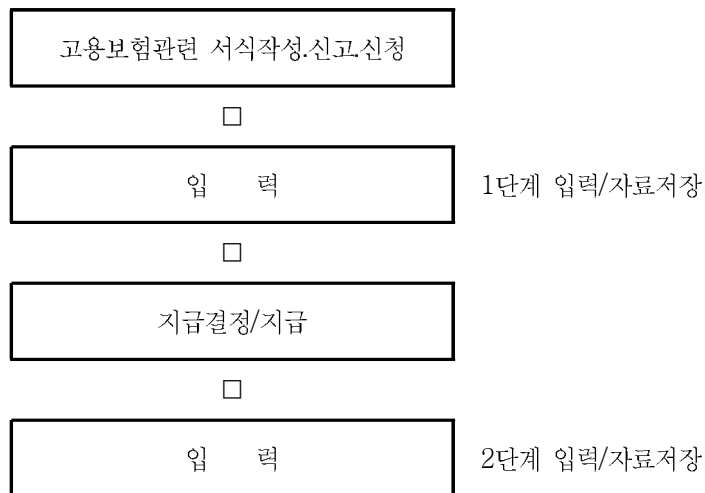 고용보험관련 서식작성.신고.신청
□
입 력 1단계 입력/자료저장
□
지급결정/지급
□
입 력 2단계 입력/자료저장